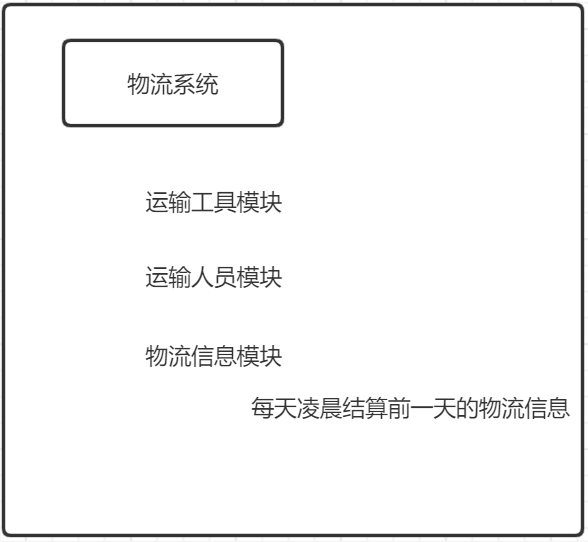 物流系统
运输工具模块
运输人员模块
物流信息模块
每天凌晨结算前一天的物流信息